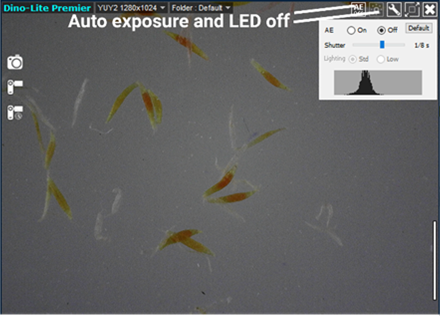 Dino-Lite Premier YUY2 1280x1024 Folder : Default AE
Auto exposure and LED off
AE On Off Default
Shutter 1/8 s
Lighting Std Low